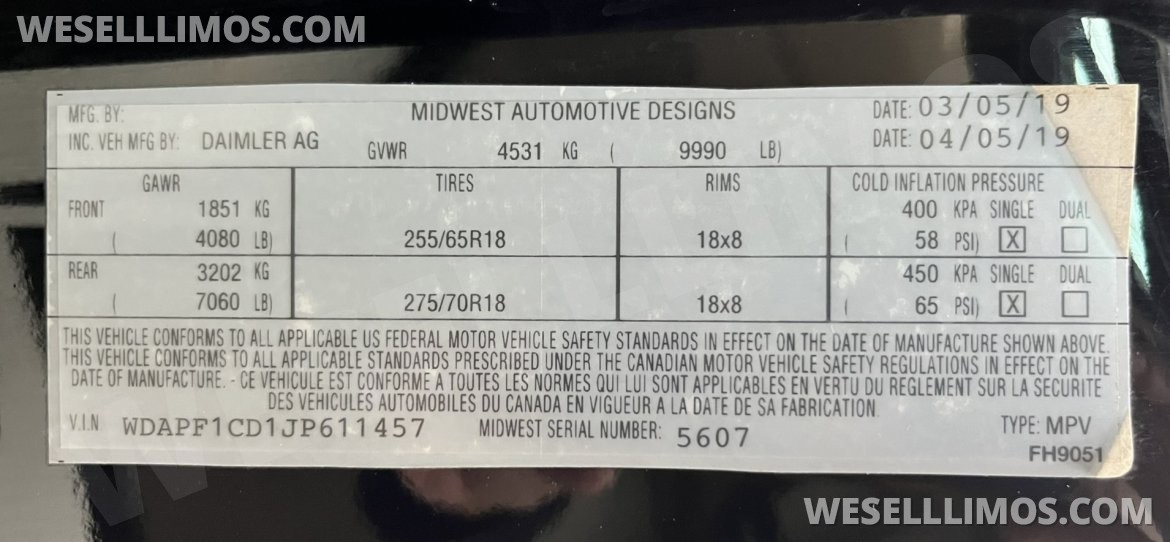 WESELLLIMOS.COM
MFG. BY: MIDWEST AUTOMOTIVE DESIGNS DATE: 03/05/19
INC. VEH MFG BY: DAIMLER AG GVWR 4531 KG ( 9990 LB) DATE: 04/05/19
GAWR TIRES RIMS COLD INFLATION PRESSURE
FRONT 1851 KG 400 KPA SINGLE DUAL
( 4080 LB) 255/65R18 18x8 ( 58 PSI) X
REAR 3202 KG 450 KPA SINGLE DUAL
( 7060 LB) 275/70R18 18x8 ( 65 PSI) X
THIS VEHICLE CONFORMS TO ALL APPLICABLE US FEDERAL MOTOR VEHICLE SAFETY STANDARDS IN EFFECT ON THE DATE OF MANUFACTURE SHOWN ABOVE.
THIS VEHICLE CONFORMS TO ALL APPLICABLE STANDARDS PRESCRIBED UNDER THE CANADIAN MOTOR VEHICLE SAFETY REGULATIONS IN EFFECT ON THE
DATE OF MANUFACTURE. - CE VEHICULE EST CONFORME A TOUTES LES NORMES QUI LUI SONT APPLICABLES EN VERTU DU REGLEMENT SUR LA SECURITE
DES VEHICULES AUTOMOBILES DU CANADA EN VIGUEUR A LA DATE DE SA FABRICATION.
V.I.N WDAPF1CD1JP611457 MIDWEST SERIAL NUMBER: 5607 TYPE: MPV
FH9051
WESELLLIMOS.COM